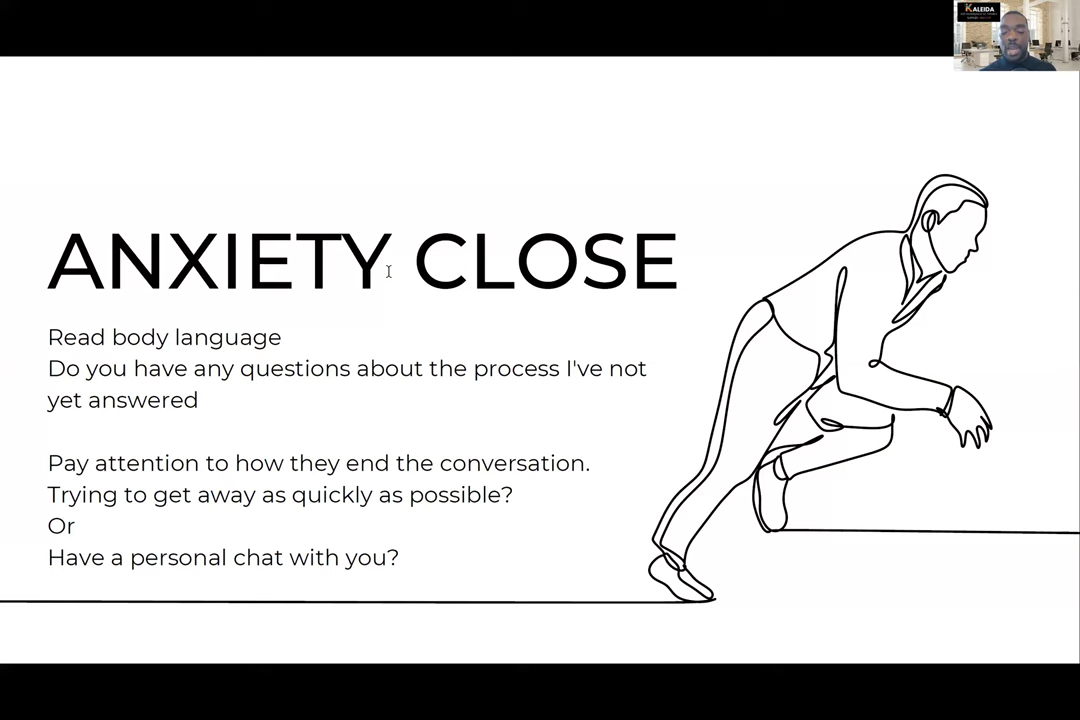 KALEIDA
ANXIETY CLOSE
Read body language
Do you have any questions about the process I've not
yet answered
Pay attention to how they end the conversation.
Trying to get away as quickly as possible?
Or
Have a personal chat with you?